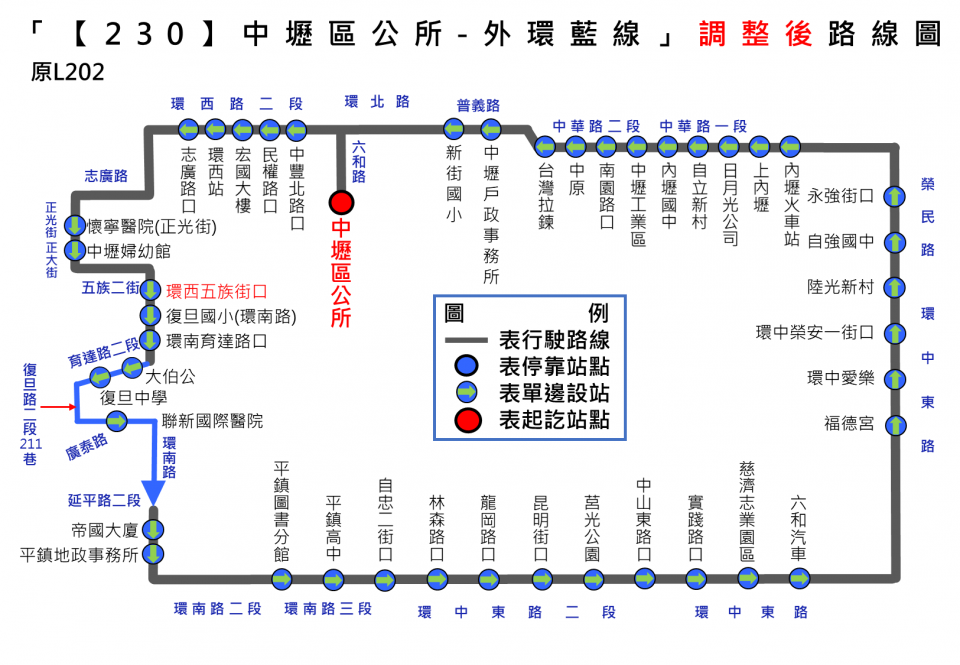 「【230】中壢區公所-外環藍線」調整後路線圖
原L202
環西路二段
環北路
普義路
中華路二段
中華路一段
志廣路口
環西站
宏國大樓
民權路口
中豐北路口
六和路
中壢區公所
新街國小
中壢戶政事務所
台灣拉鍊
中原
南園路口
中壢工業區
內壢國中
自立新村
日月光公司
上內壢
內壢火車站
志廣路
正光街
正大街
懷寧醫院(正光街)
中壢婦幼館
五族二街
環西五族街口
復旦國小(環南路)
環南育達路口
育達路二段
大伯公
復旦中學
復旦路二段211巷
聯新國際醫院
廣泰路
環南路
延平路二段
帝國大廈
平鎮地政事務所
圖例
表行駛路線
表停靠站點
表單邊設站
表起訖站點
永強街口
自強國中
陸光新村
環中榮安一街口
環中愛樂
福德宮
榮民路
環中東路
平鎮圖書分館
平鎮高中
自忠二街口
林森路口
龍岡路口
昆明街口
莒光公園
中山東路口
實踐路口
慈濟志業園區
六和汽車
環南路二段
環南路三段
環中東路二段
環中東路